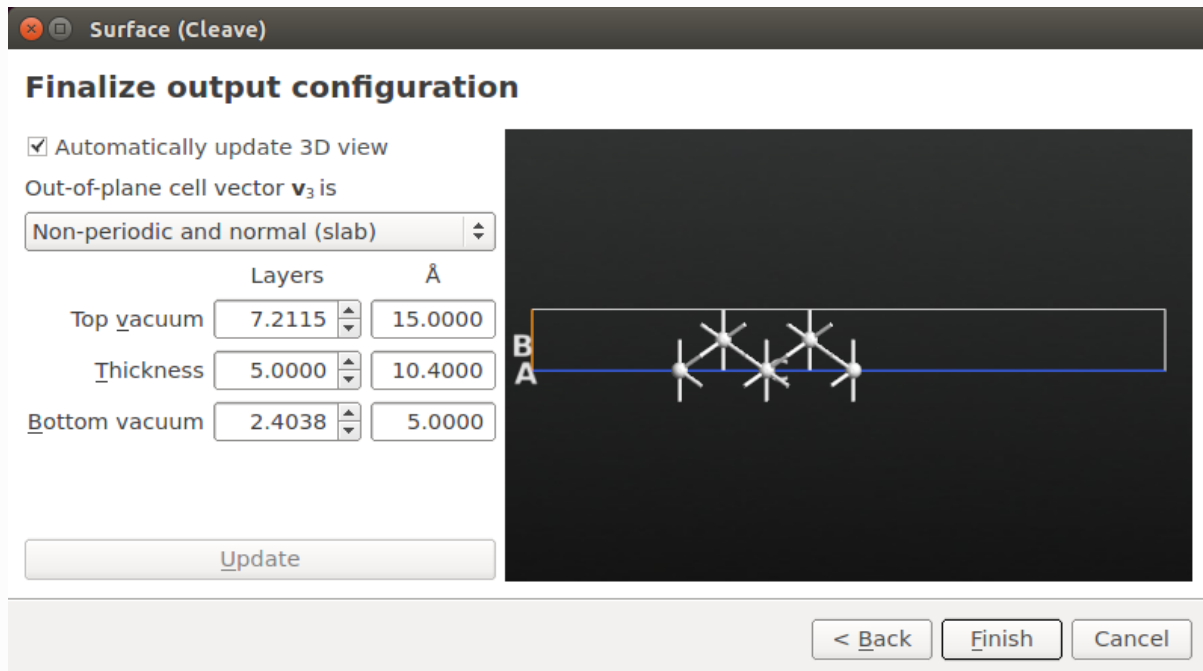 Surface (Cleave)
Finalize output configuration
Automatically update 3D view
Out-of-plane cell vector v₃ is
Non-periodic and normal (slab)
Layers Å
Top vacuum 7.2115 15.0000
Thickness 5.0000 10.4000
Bottom vacuum 2.4038 5.0000
Update
B
A
< Back Finish Cancel